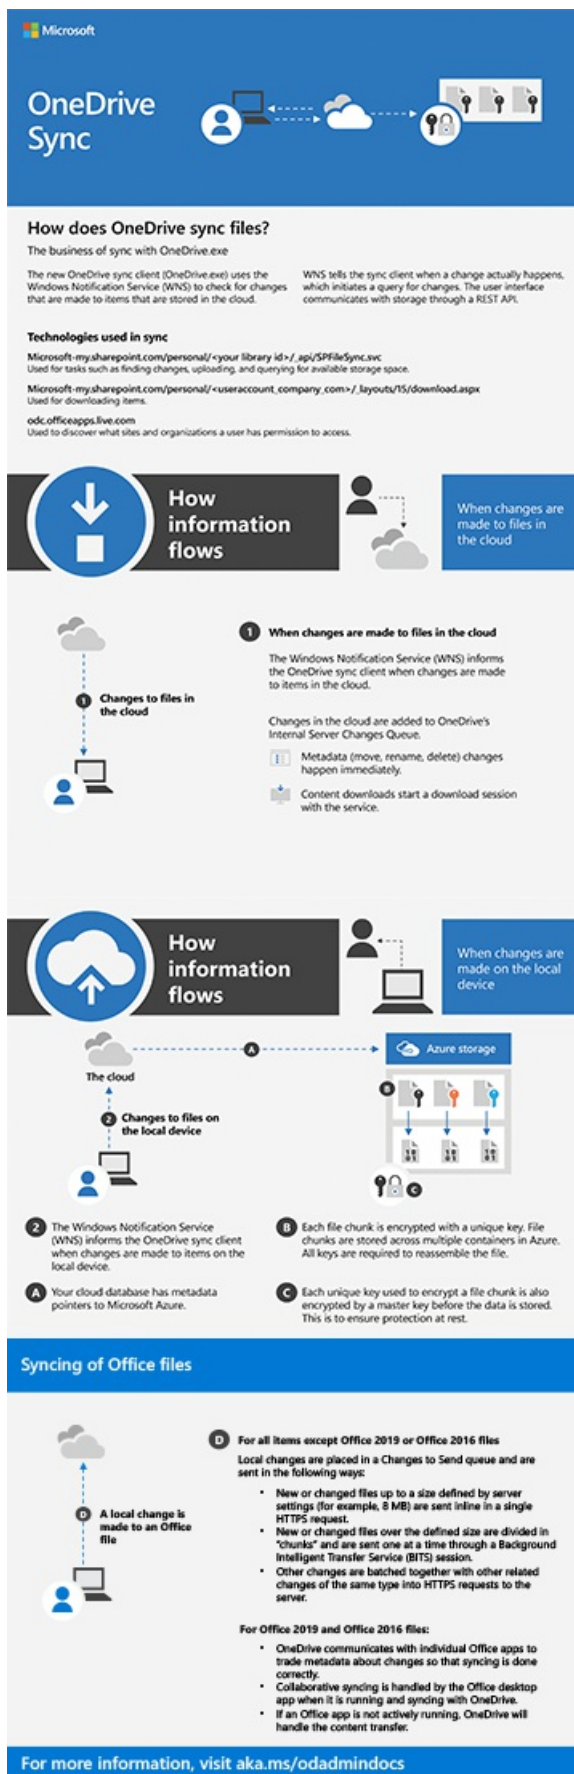 Microsoft
OneDrive
Sync
How does OneDrive sync files?
The business of sync with OneDrive.exe
The new OneDrive sync client (OneDrive.exe) uses the
Windows Notification Service (WNS) to check for changes
that are made to items that are stored in the cloud.
WNS tells the sync client when a change actually happens,
which initiates a query for changes. The user interface
communicates with storage through a REST API.
Technologies used in sync
Microsoft-my.sharepoint.com/personal/<your library id>/_api/SPFileSync.svc
Used for tasks such as finding changes, uploading, and querying for available storage space.
Microsoft-my.sharepoint.com/personal/<useraccount_company_com>/_layouts/15/download.aspx
Used for downloading items.
odc.officeapps.live.com
Used to discover what sites and organizations a user has permission to access.
How
information
flows
When changes are
made to files in
the cloud
1
Changes to files in
the cloud
1 When changes are made to files in the cloud
The Windows Notification Service (WNS) informs
the OneDrive sync client when changes are made
to items in the cloud.
Changes in the cloud are added to OneDrive's
Internal Server Changes Queue.
Metadata (move, rename, delete) changes
happen immediately.
Content downloads start a download session
with the service.
How
information
flows
When changes are
made on the local
device
The cloud
A
Azure storage
B
2
Changes to files on
the local device
10 10 10
01 01 01
C
2 The Windows Notification Service
(WNS) informs the OneDrive sync client
when changes are made to items on the
local device.
A Your cloud database has metadata
pointers to Microsoft Azure.
B Each file chunk is encrypted with a unique key. File
chunks are stored across multiple containers in Azure.
All keys are required to reassemble the file.
C Each unique key used to encrypt a file chunk is also
encrypted by a master key before the data is stored.
This is to ensure protection at rest.
Syncing of Office files
D
A local change is
made to an Office
file
D For all items except Office 2019 or Office 2016 files
Local changes are placed in a Changes to Send queue and are
sent in the following ways:
• New or changed files up to a size defined by server
settings (for example, 8 MB) are sent inline in a single
HTTPS request.
• New or changed files over the defined size are divided in
"chunks" and are sent one at a time through a Background
Intelligent Transfer Service (BITS) session.
• Other changes are batched together with other related
changes of the same type into HTTPS requests to the
server.
For Office 2019 and Office 2016 files:
• OneDrive communicates with individual Office apps to
trade metadata about changes so that syncing is done
correctly.
• Collaborative syncing is handled by the Office desktop
app when it is running and syncing with OneDrive.
• If an Office app is not actively running, OneDrive will
handle the content transfer.
For more information, visit aka.ms/odadmindocs